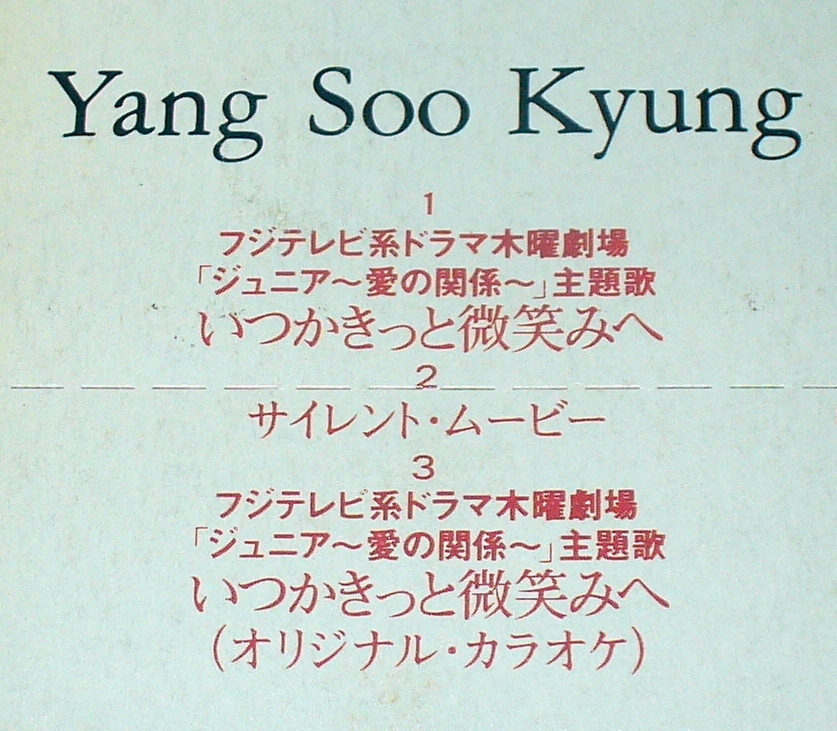 Yang Soo Kyung
1
フジテレビ系ドラマ木曜劇場
「ジュニア〜愛の関係〜」主題歌
いつかきっと微笑みへ
2
サイレント・ムービー
3
フジテレビ系ドラマ木曜劇場
「ジュニア〜愛の関係〜」主題歌
いつかきっと微笑みへ
(オリジナル・カラオケ)